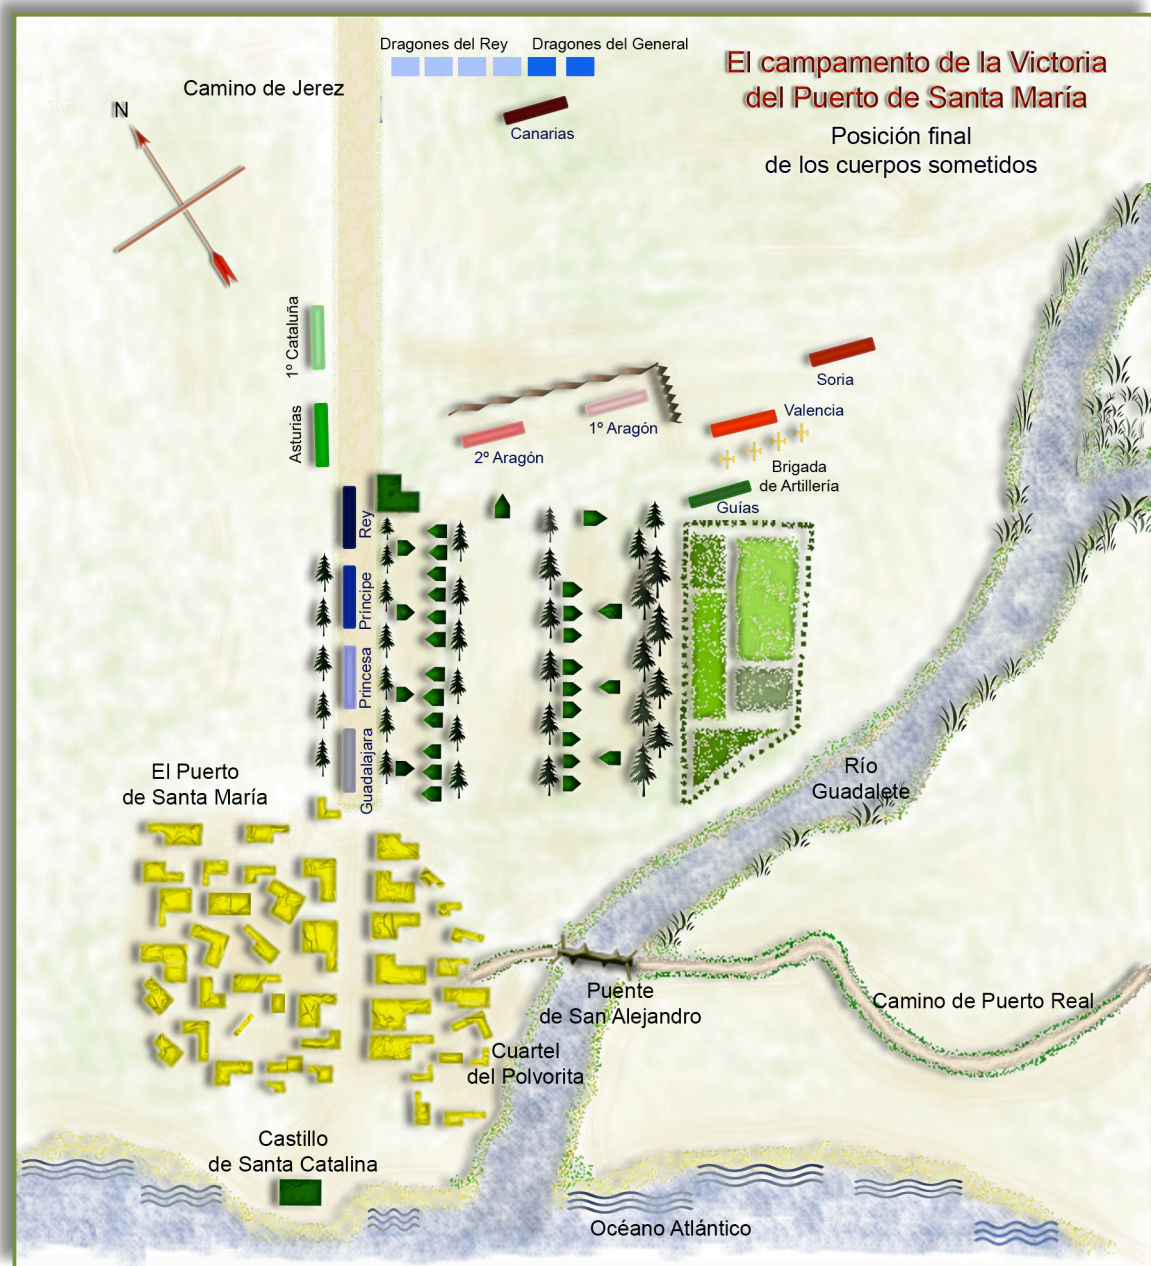 Dragones del Rey
Dragones del General
El campamento de la Victoria
del Puerto de Santa María
Camino de Jerez
N
Canarias
Posición final
de los cuerpos sometidos
1º Cataluña
Soria
Asturias
Valencia
1º Aragón
2º Aragón
Brigada
de Artillería
Guías
Rey
Príncipe
Princesa
Guadalajara
El Puerto
de Santa María
Río
Guadalete
Puente
de San Alejandro
Camino de Puerto Real
Cuartel
del Polvorita
Castillo
de Santa Catalina
Océano Atlántico